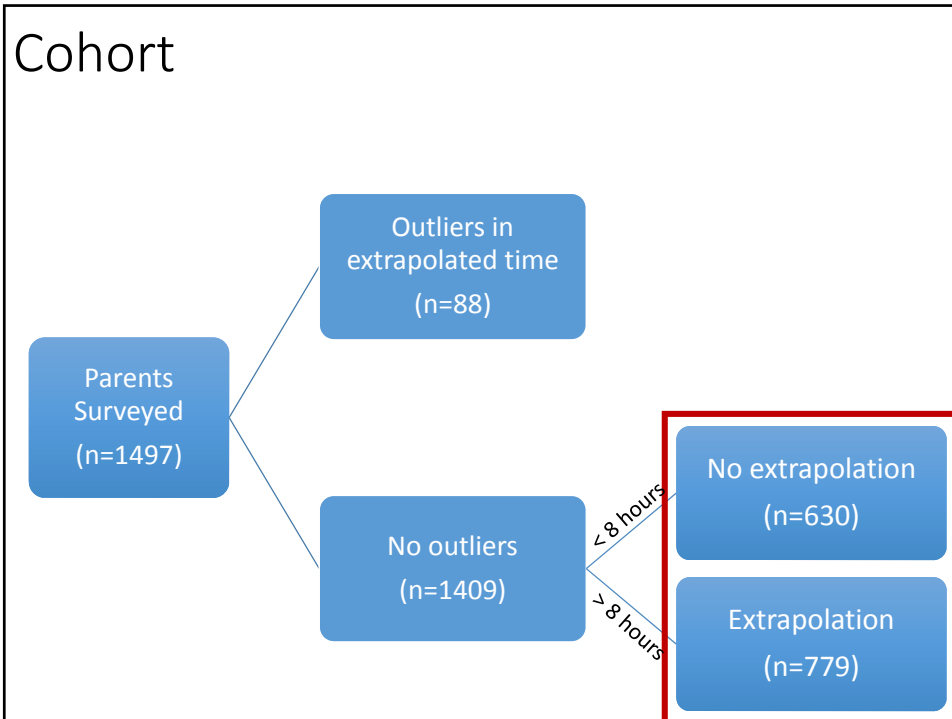 Cohort
Outliers in
extrapolated time
(n=88)
Parents
Surveyed
(n=1497)
No outliers
(n=1409)
< 8 hours
> 8 hours
No extrapolation
(n=630)
Extrapolation
(n=779)